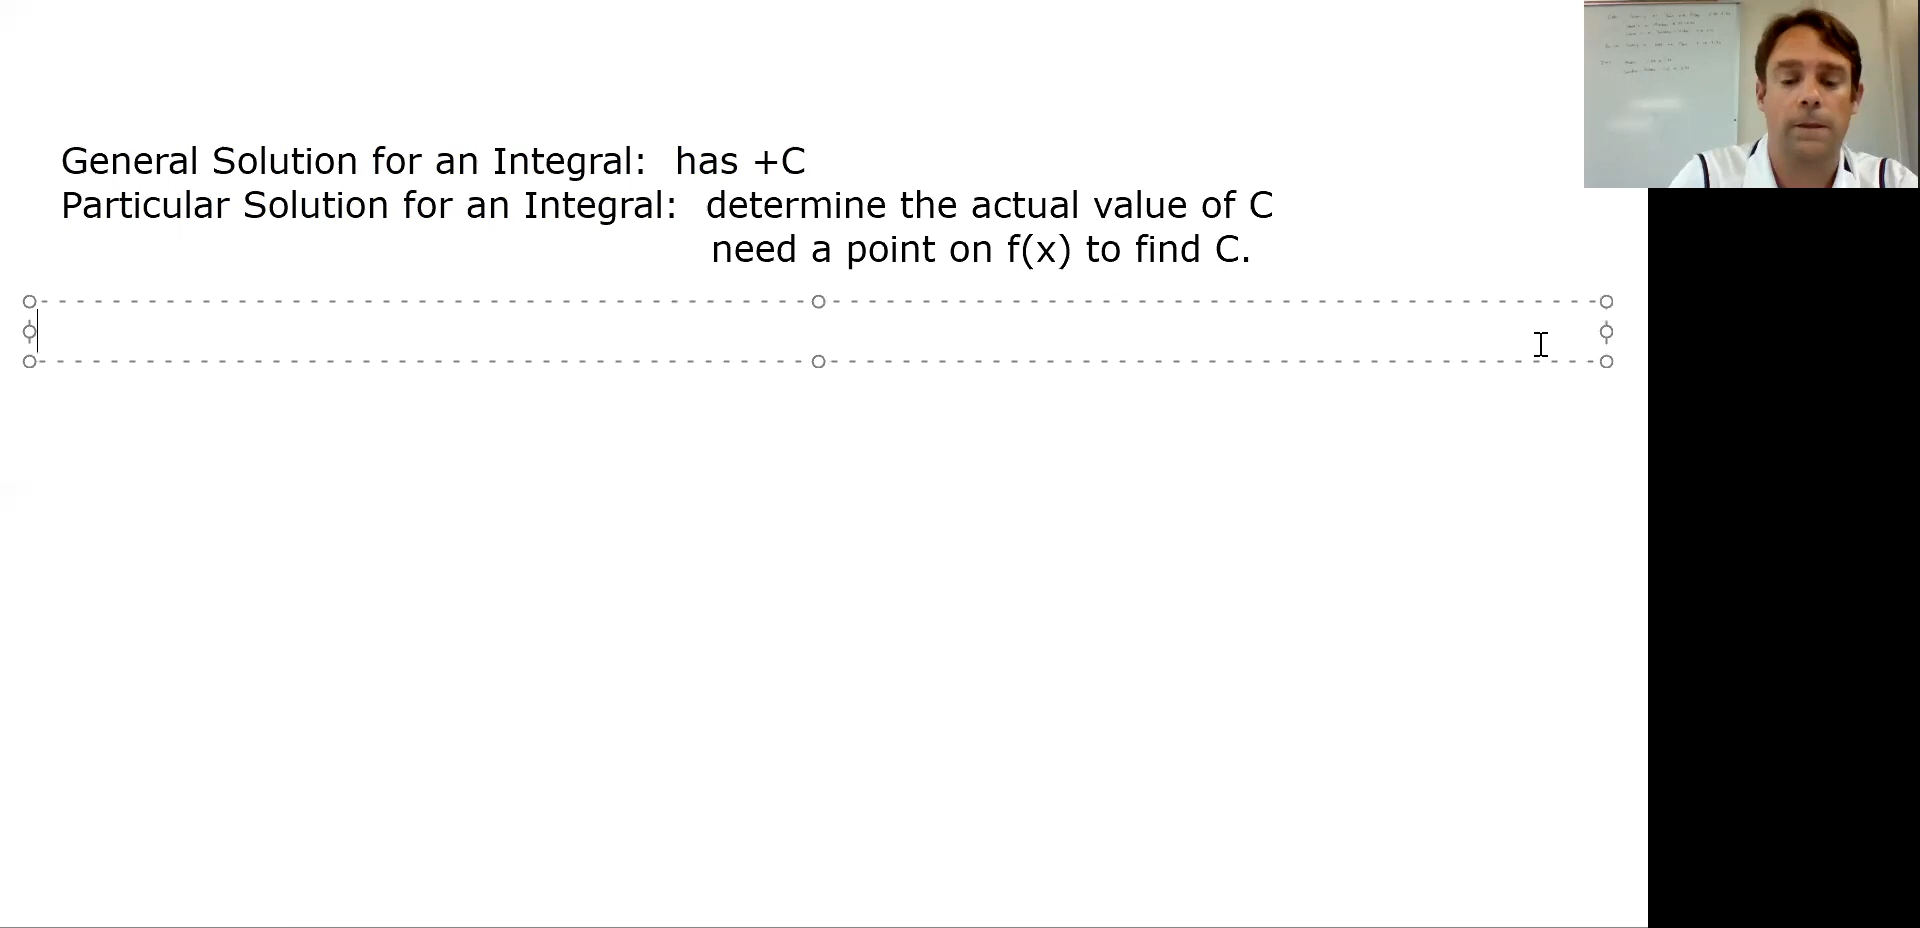 General Solution for an Integral: has +C
Particular Solution for an Integral: determine the actual value of C
need a point on f(x) to find C.